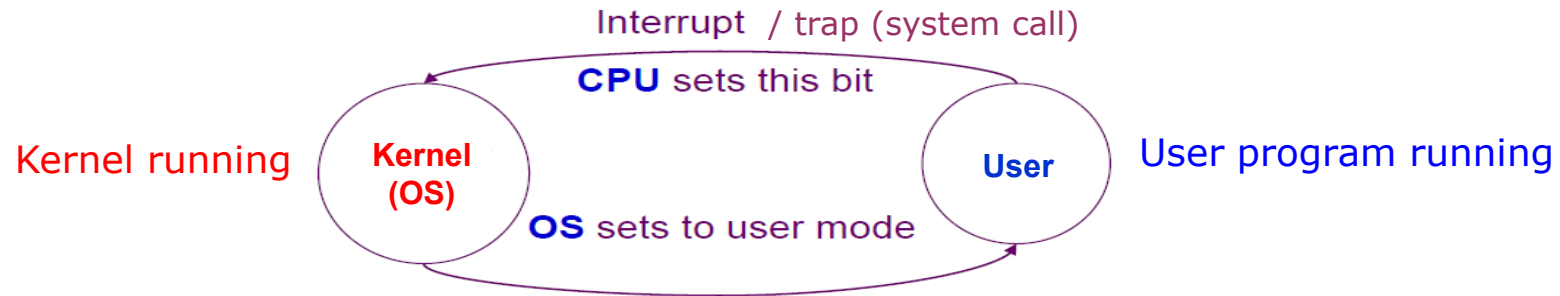 Interrupt / trap (system call)
CPU sets this bit
Kernel running
Kernel
(OS)
User
User program running
OS sets to user mode